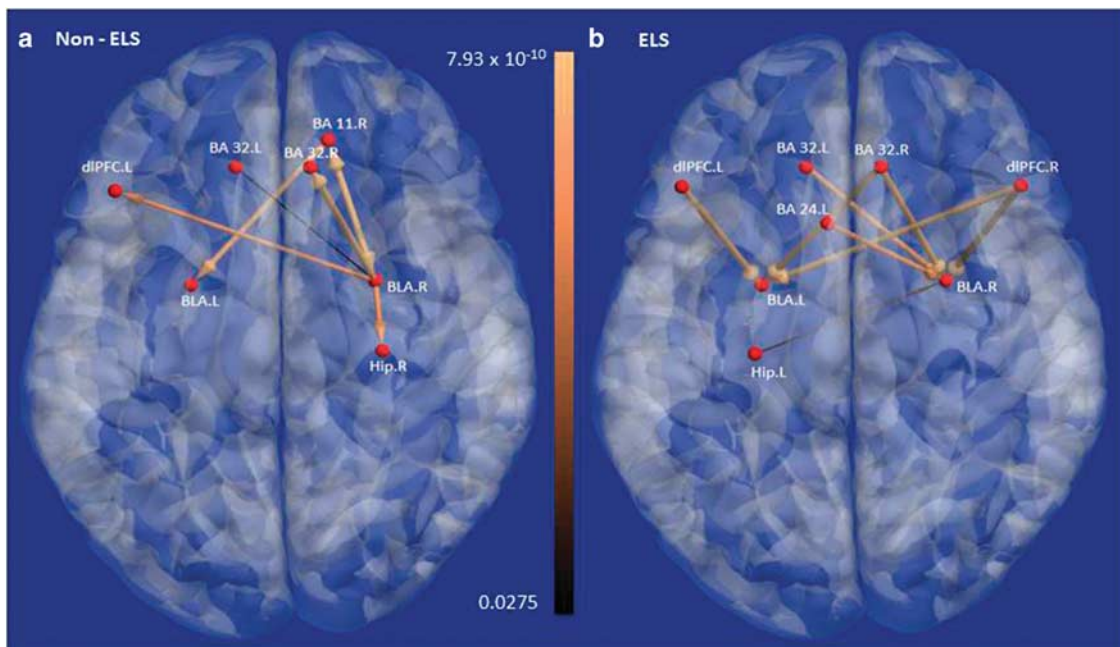 a Non - ELS
7.93 x 10⁻¹⁰
BA 11.R
BA 32.L
BA 32.R
dlPFC.L
BLA.L
BLA.R
Hip.R
0.0275
b ELS
BA 32.L
BA 32.R
dlPFC.L
dlPFC.R
BA 24.L
BLA.L
BLA.R
Hip.L